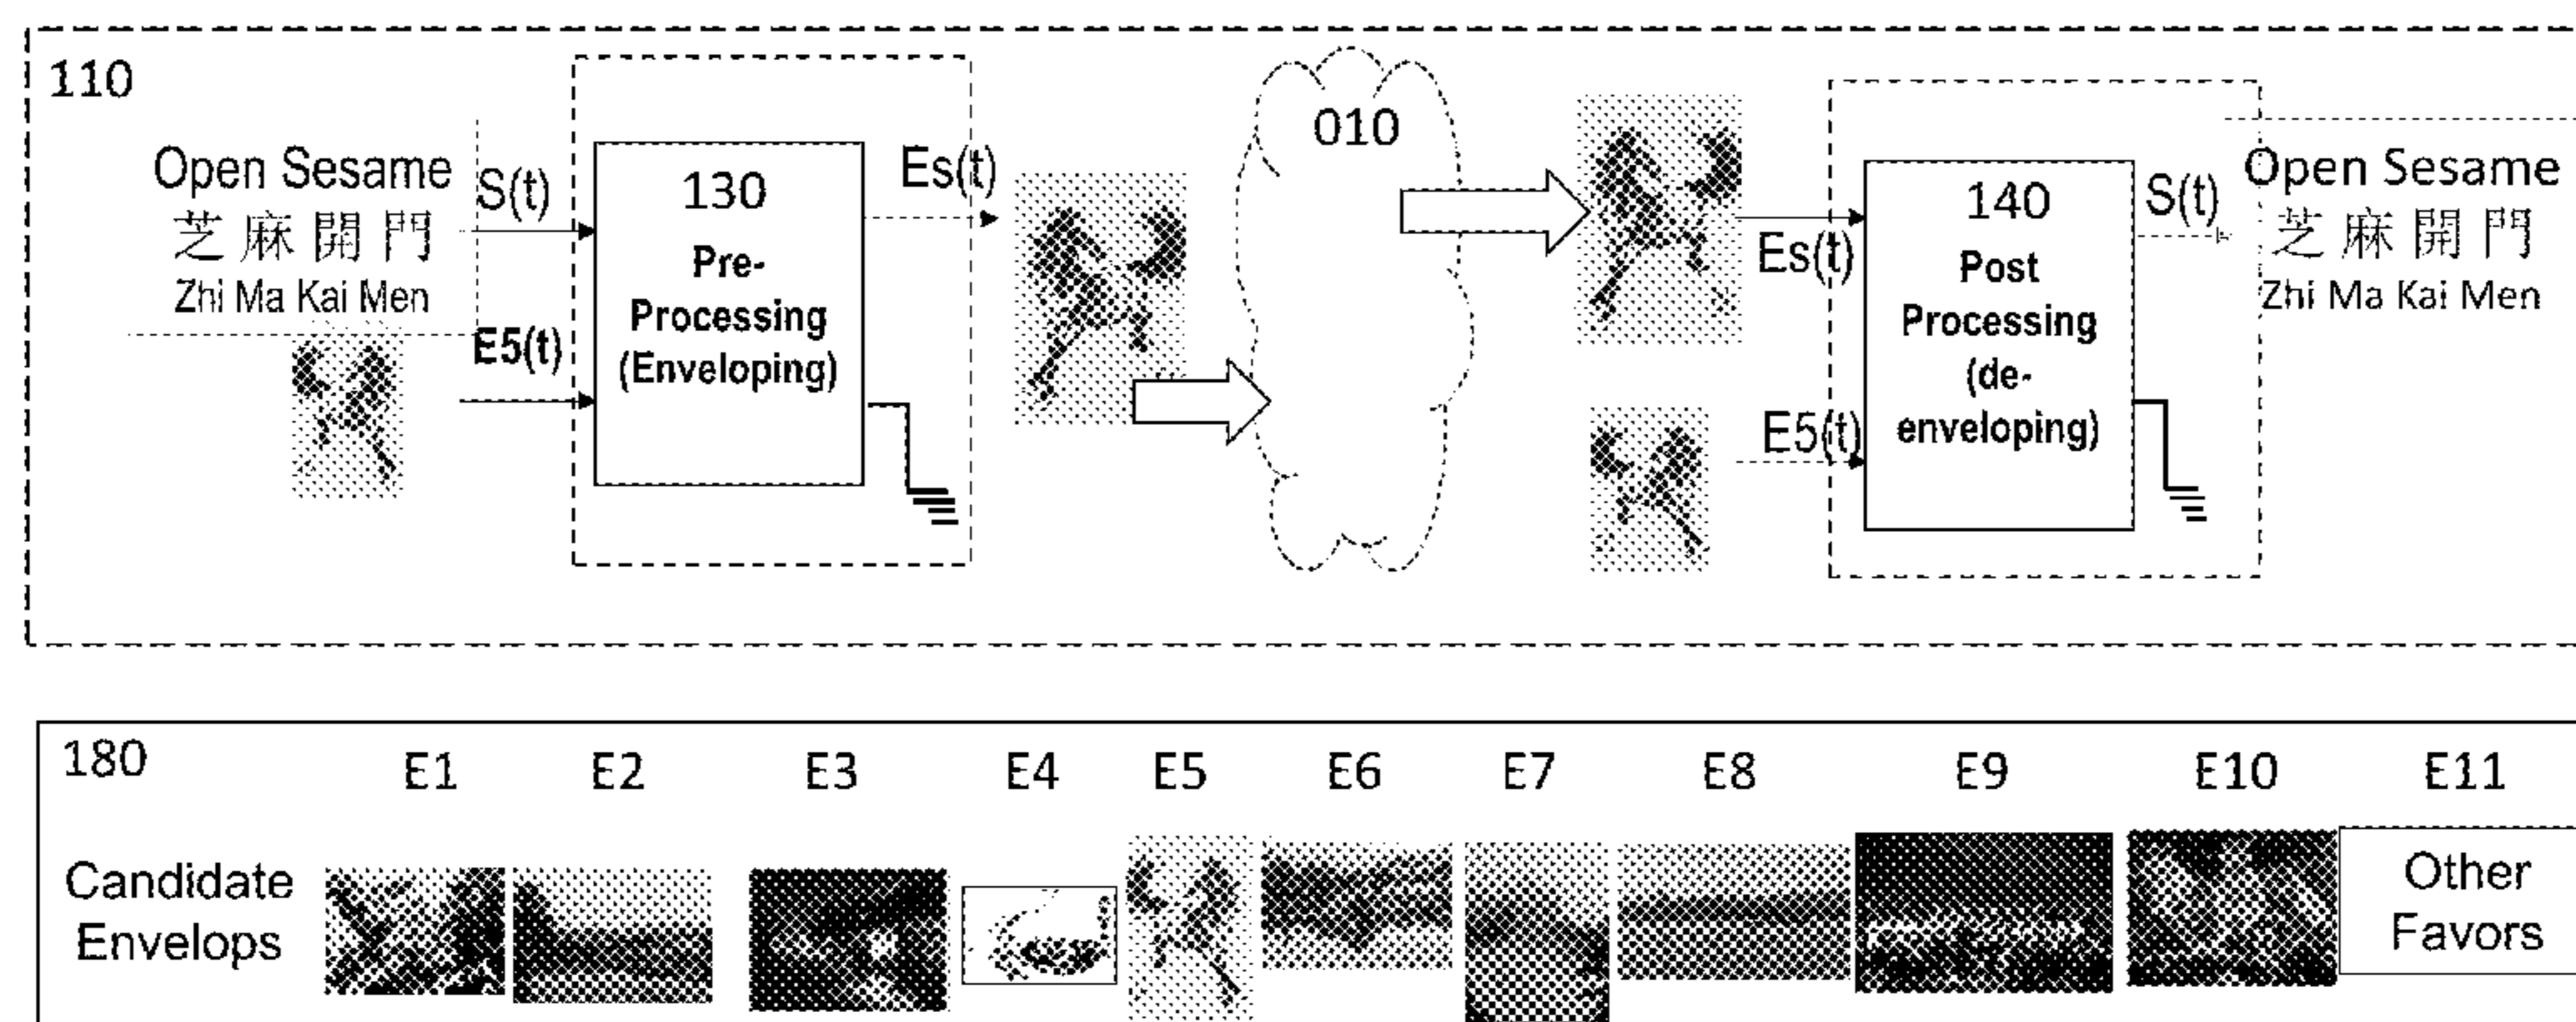 110
Open Sesame
芝麻開門
Zhi Ma Kai Men
S(t)
E5(t)
130
Pre-
Processing
(Enveloping)
Es(t)
010
Es(t)
E5(t)
140
Post
Processing
(de-
enveloping)
S(t)
Open Sesame
芝麻開門
Zhi Ma Kai Men
180
E1 E2 E3 E4 E5 E6 E7 E8 E9 E10 E11
Candidate
Envelops
Other
Favors